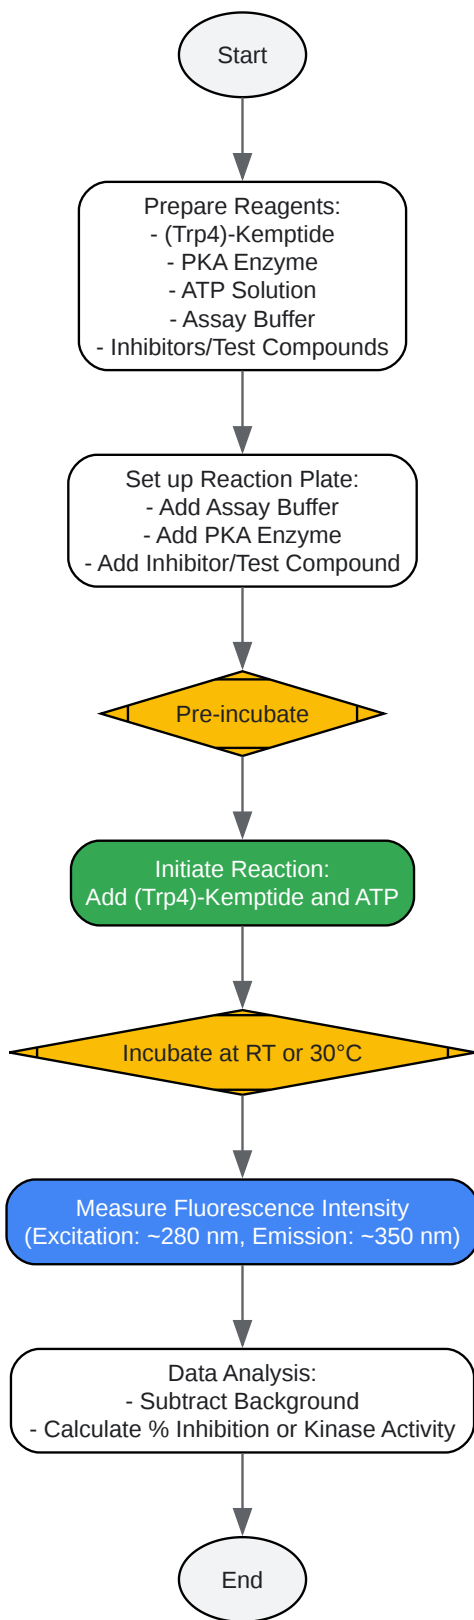 Start
Prepare Reagents:
- (Trp4)-Kemptide
- PKA Enzyme
- ATP Solution
- Assay Buffer
- Inhibitors/Test Compounds
Set up Reaction Plate:
- Add Assay Buffer
- Add PKA Enzyme
- Add Inhibitor/Test Compound
Pre-incubate
Initiate Reaction:
Add (Trp4)-Kemptide and ATP
Incubate at RT or 30°C
Measure Fluorescence Intensity
(Excitation: ~280 nm, Emission: ~350 nm)
Data Analysis:
- Subtract Background
- Calculate % Inhibition or Kinase Activity
End